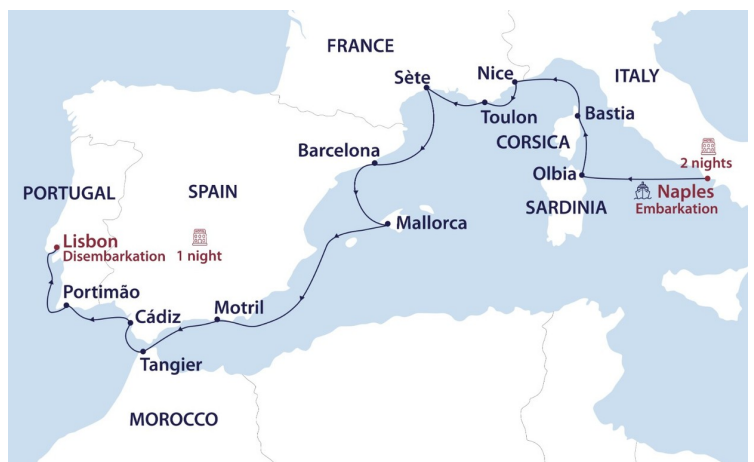 FRANCE
Sète
Nice
ITALY
Toulon
Bastia
CORSICA
Barcelona
2 nights
Olbia
Naples
Embarkation
PORTUGAL
SPAIN
SARDINIA
Mallorca
Lisbon
Disembarkation
1 night
Portimão
Cádiz
Motril
Tangier
MOROCCO